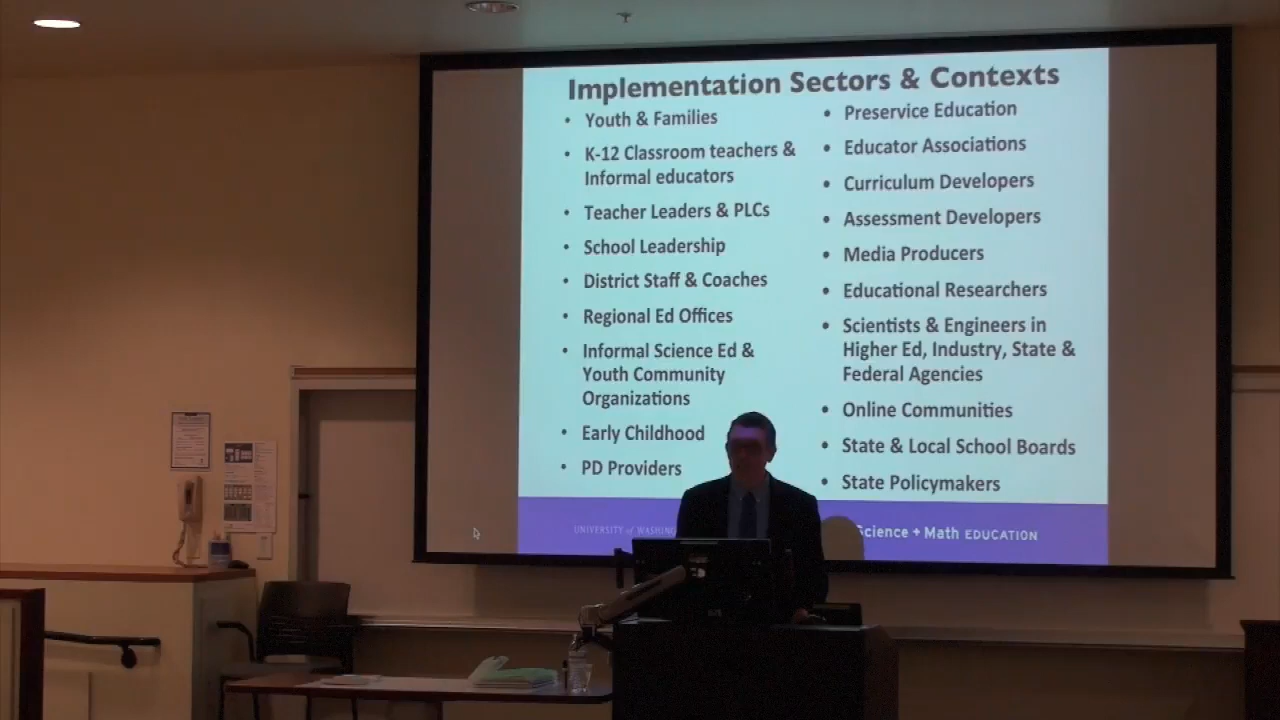 Implementation Sectors & Contexts
• Youth & Families
• K-12 Classroom teachers &
Informal educators
• Teacher Leaders & PLCs
• School Leadership
• District Staff & Coaches
• Regional Ed Offices
• Informal Science Ed &
Youth Community
Organizations
• Early Childhood
• PD Providers
• Preservice Education
• Educator Associations
• Curriculum Developers
• Assessment Developers
• Media Producers
• Educational Researchers
• Scientists & Engineers in
Higher Ed, Industry, State &
Federal Agencies
• Online Communities
• State & Local School Boards
• State Policymakers
UNIVERSITY of WASHING
Science + Math EDUCATION